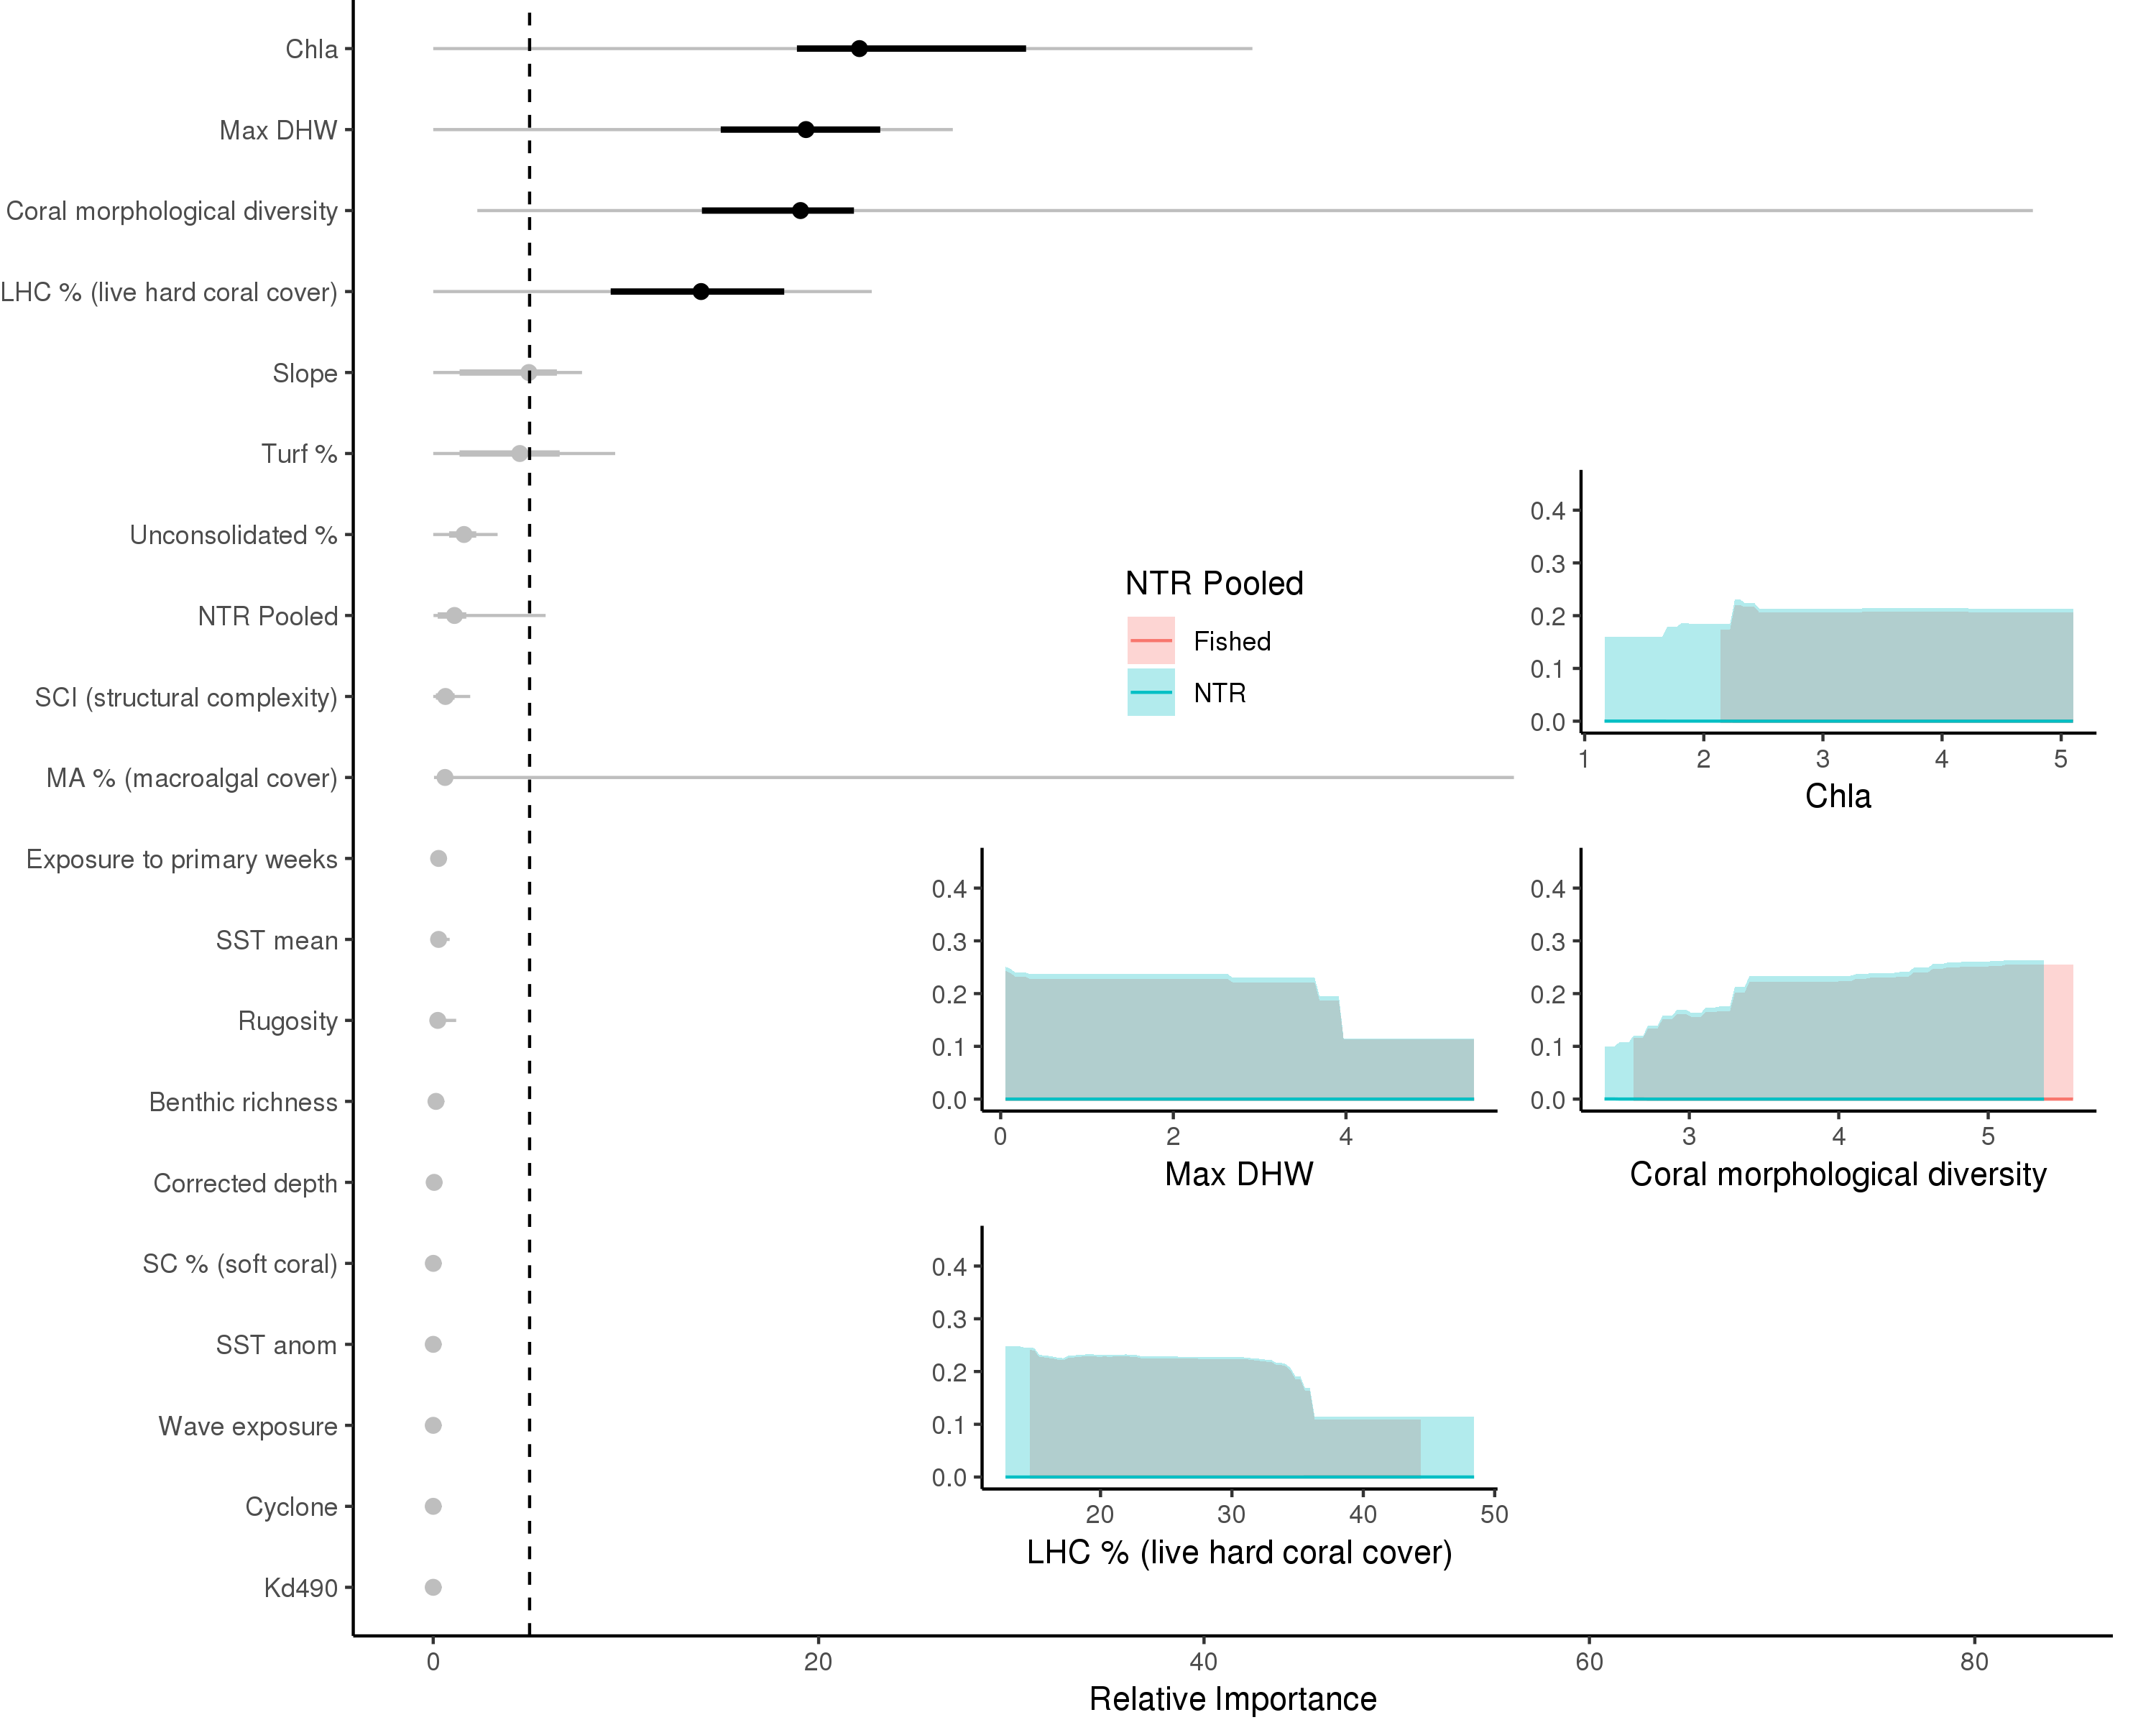 Chla
Max DHW
Coral morphological diversity
LHC % (live hard coral cover)
Slope
Turf %
Unconsolidated %
NTR Pooled
SCI (structural complexity)
MA % (macroalgal cover)
Exposure to primary weeks
SST mean
Rugosity
Benthic richness
Corrected depth
SC % (soft coral)
SST anom
Wave exposure
Cyclone
Kd490
0 20 40 60 80
Relative Importance
NTR Pooled
Fished
NTR
0.4
0.3
0.2
0.1
0.0
1 2 3 4 5
Chla
0.4
0.3
0.2
0.1
0.0
0 2 4
Max DHW
0.4
0.3
0.2
0.1
0.0
3 4 5
Coral morphological diversity
0.4
0.3
0.2
0.1
0.0
20 30 40 50
LHC % (live hard coral cover)